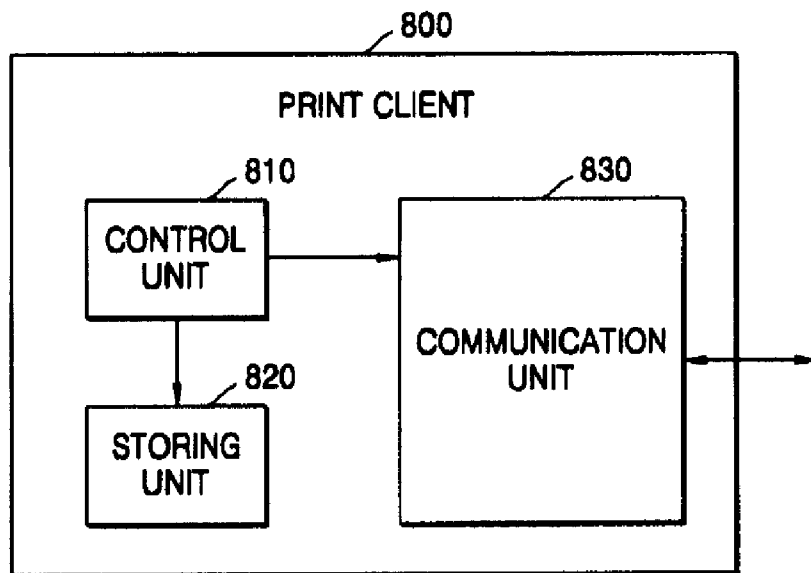 800
PRINT CLIENT
810
830
CONTROL
UNIT
COMMUNICATION
UNIT
820
STORING
UNIT